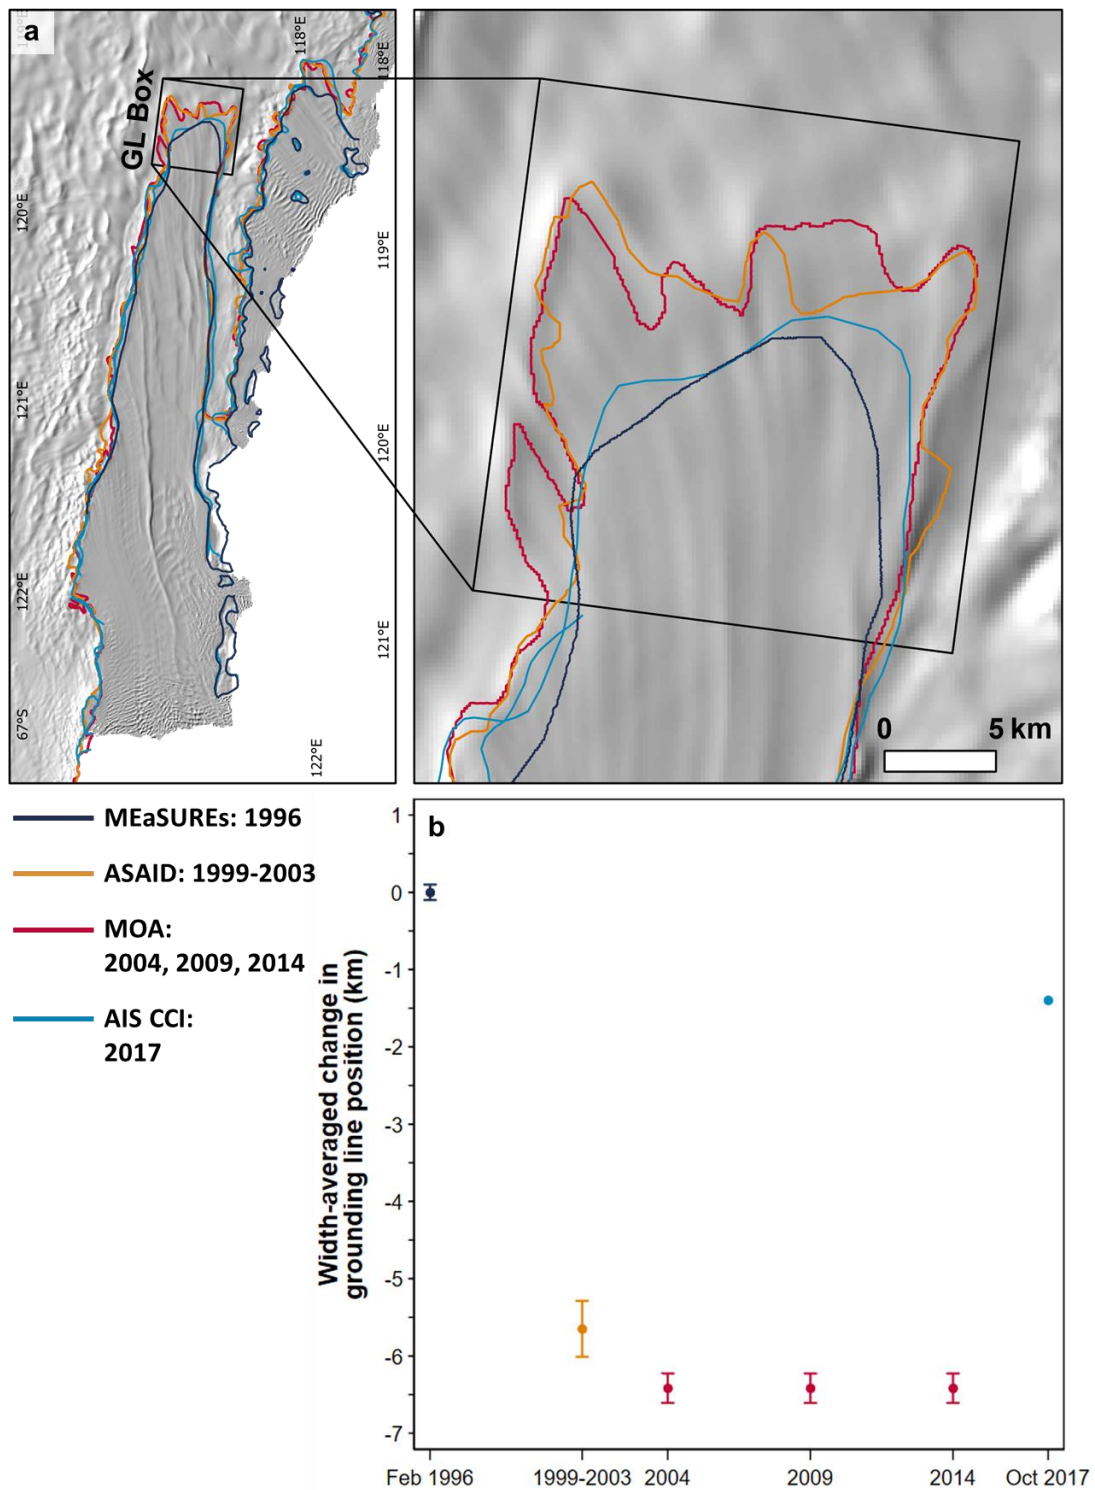 a
119°E
118°E
118°E
GL Box
120°E
119°E
121°E
120°E
122°E
121°E
67°S
122°E
0 5 km
MEaSUREs: 1996
ASAID: 1999-2003
MOA:
2004, 2009, 2014
AIS CCI:
2017
b
Width-averaged change in
grounding line position (km)
1
0
-1
-2
-3
-4
-5
-6
-7
Feb 1996 1999-2003 2004 2009 2014 Oct 2017